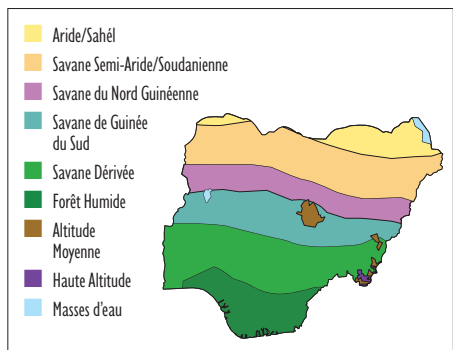 Aride/Sahél
Savane Semi-Aride/Soudanienne
Savane du Nord Guinéenne
Savane de Guinée
du Sud
Savane Dérivée
Forêt Humide
Altitude
Moyenne
Haute Altitude
Masses d'eau